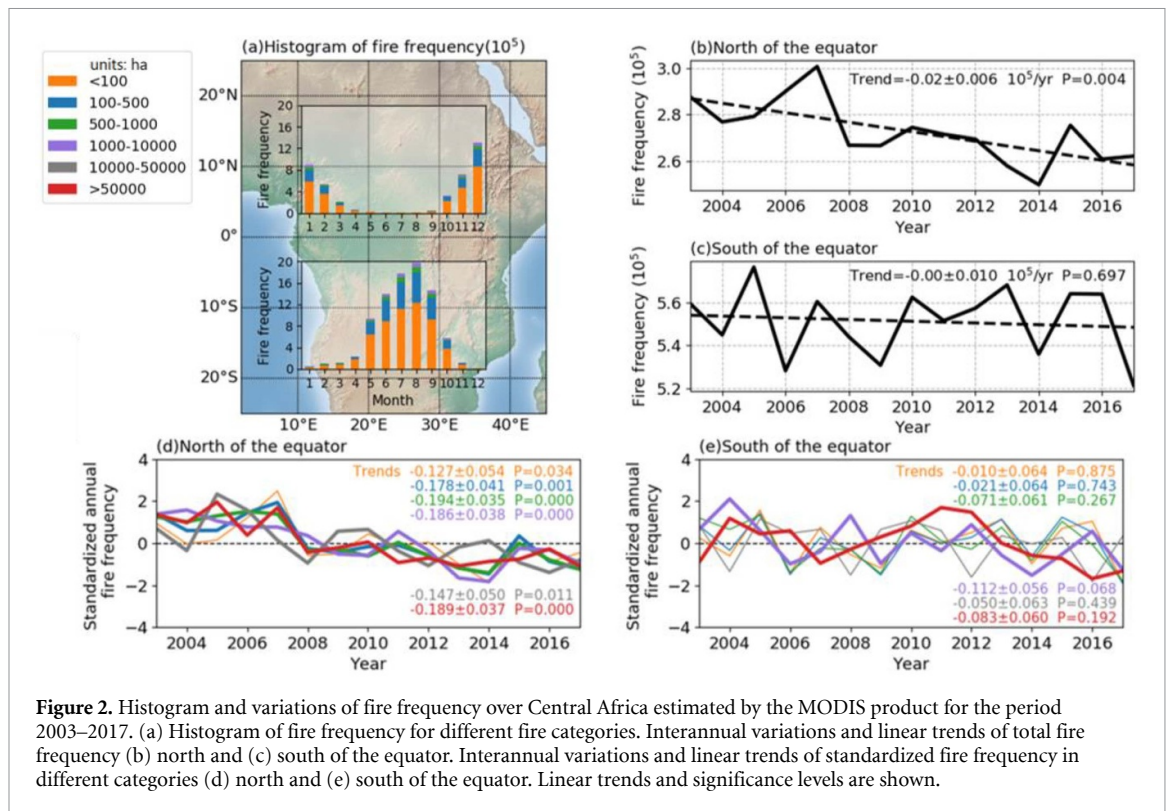 units: ha
<100
100-500
500-1000
1000-10000
10000-50000
>50000
(a)Histogram of fire frequency(10⁵)
20°N
10°N
0°
10°S
20°S
10°E 20°E 30°E 40°E
Fire frequency
20
16
12
8
4
0
1 2 3 4 5 6 7 8 9 10 11 12
Fire frequency
20
16
12
8
4
0
1 2 3 4 5 6 7 8 9 10 11 12
Month
(b)North of the equator
Trend=-0.02±0.006 10⁵/yr P=0.004
Fire frequency (10⁵)
3.0
2.8
2.6
2004 2006 2008 2010 2012 2014 2016
Year
(c)South of the equator
Trend=-0.00±0.010 10⁵/yr P=0.697
Fire frequency (10⁵)
5.6
5.4
5.2
2004 2006 2008 2010 2012 2014 2016
Year
(d)North of the equator
Trends -0.127±0.054 P=0.034
-0.178±0.041 P=0.001
-0.194±0.035 P=0.000
-0.186±0.038 P=0.000
-0.147±0.050 P=0.011
-0.189±0.037 P=0.000
Standardized annual
fire frequency
4
2
0
−2
−4
2004 2006 2008 2010 2012 2014 2016
Year
(e)South of the equator
Trends -0.010±0.064 P=0.875
-0.021±0.064 P=0.743
-0.071±0.061 P=0.267
-0.112±0.056 P=0.068
-0.050±0.063 P=0.439
-0.083±0.060 P=0.192
Standardized annual
fire frequency
4
2
0
−2
−4
2004 2006 2008 2010 2012 2014 2016
Year
Figure 2. Histogram and variations of fire frequency over Central Africa estimated by the MODIS product for the period
2003–2017. (a) Histogram of fire frequency for different fire categories. Interannual variations and linear trends of total fire
frequency (b) north and (c) south of the equator. Interannual variations and linear trends of standardized fire frequency in
different categories (d) north and (e) south of the equator. Linear trends and significance levels are shown.